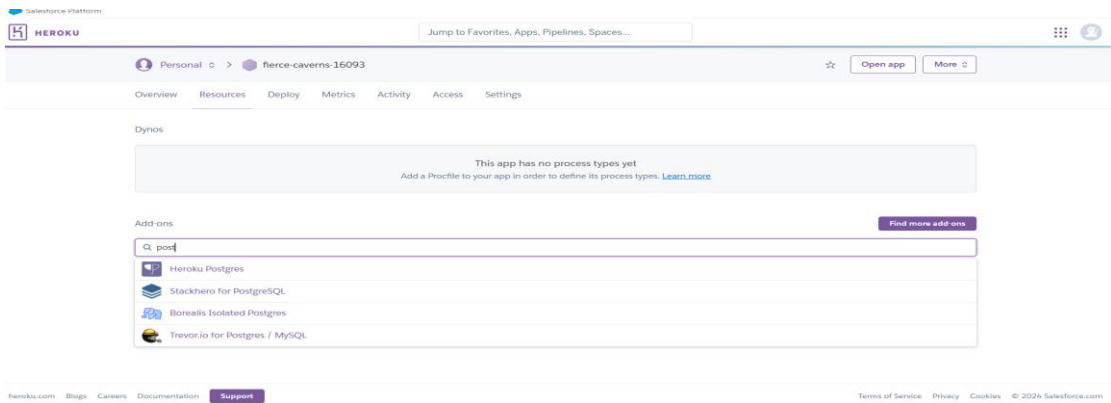 Salesforce Platform
HEROKU
Jump to Favorites, Apps, Pipelines, Spaces...
Personal > fierce-caverns-16093
Open app More
Overview Resources Deploy Metrics Activity Access Settings
Dynos
This app has no process types yet
Add a Procfile to your app in order to define its process types. Learn more
Add-ons
Find more add-ons
post
Heroku Postgres
Stackhero for PostgreSQL
Borealis Isolated Postgres
Trevor.io for Postgres / MySQL
heroku.com Blogs Careers Documentation Support Terms of Service Privacy Cookies © 2024 Salesforce.com